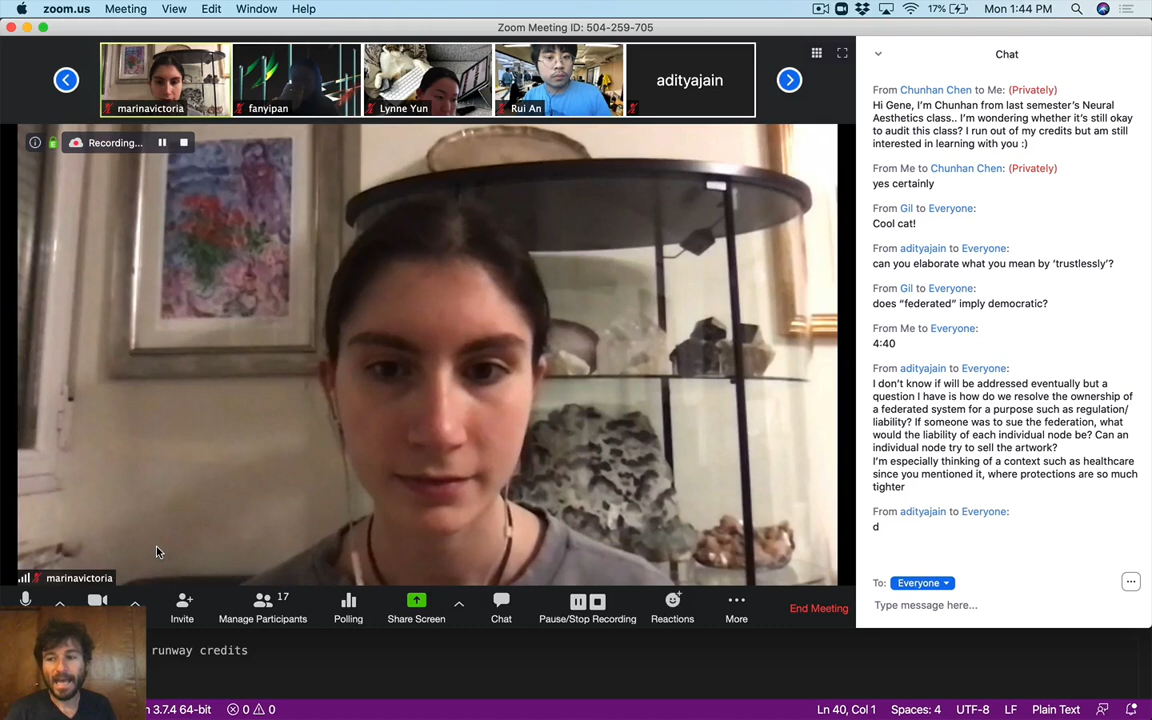 zoom.us Meeting View Edit Window Help 17% Mon 1:44 PM
Zoom Meeting ID: 504-259-705
marinavictoria
fanyipan
Lynne Yun
Rui An
adityajain
Recording...
marinavictoria
Invite
Manage Participants 17
Polling
Share Screen
Chat
Pause/Stop Recording
Reactions
More
End Meeting
Chat
From Chunhan Chen to Me: (Privately)
Hi Gene, I'm Chunhan from last semester's Neural
Aesthetics class.. I'm wondering whether it's still okay
to audit this class? I run out of my credits but am still
interested in learning with you :)
From Me to Chunhan Chen: (Privately)
yes certainly
From Gil to Everyone:
Cool cat!
From adityajain to Everyone:
can you elaborate what you mean by ‘trustlessly’?
From Gil to Everyone:
does “federated” imply democratic?
From Me to Everyone:
4:40
From adityajain to Everyone:
I don't know if will be addressed eventually but a
question I have is how do we resolve the ownership of
a federated system for a purpose such as regulation/
liability? If someone was to sue the federation, what
would the liability of each individual node be? Can an
individual node try to sell the artwork?
I'm especially thinking of a context such as healthcare
since you mentioned it, where protections are so much
tighter
From adityajain to Everyone:
d
To: Everyone
Type message here...
runway credits
3.7.4 64-bit 0 0 Ln 40, Col 1 Spaces: 4 UTF-8 LF Plain Text